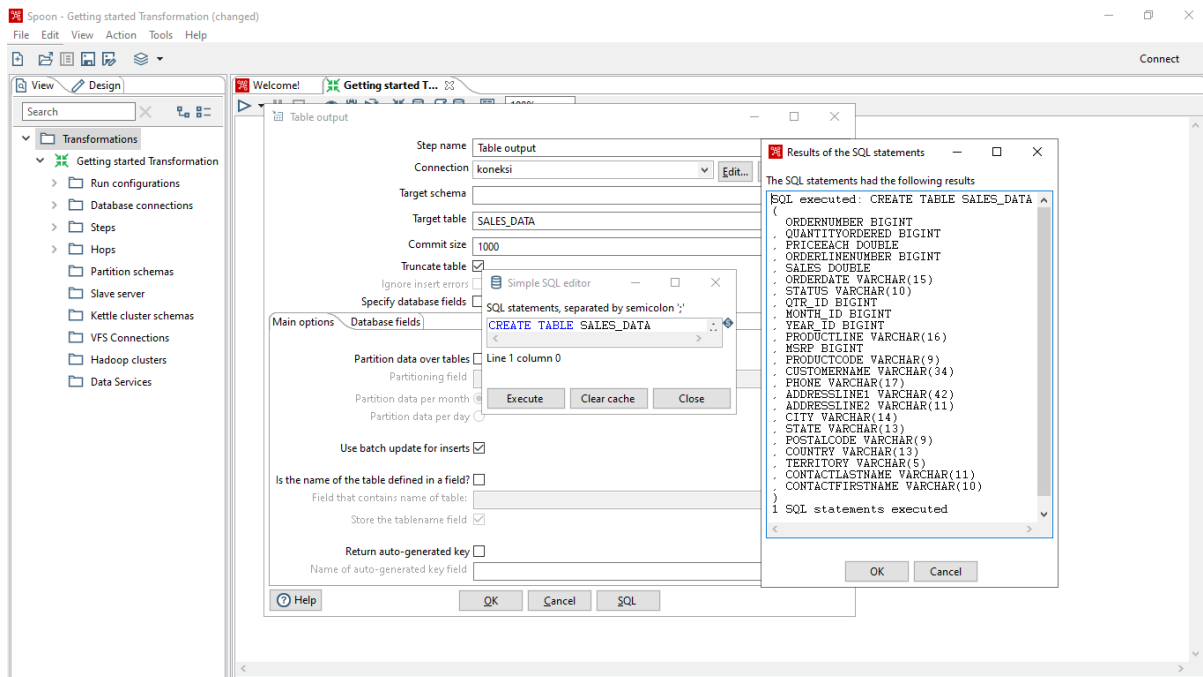 Spoon - Getting started Transformation (changed)
File Edit View Action Tools Help
Connect
View Design
Welcome! Getting started T...
Search
Transformations
Getting started Transformation
Run configurations
Database connections
Steps
Hops
Partition schemas
Slave server
Kettle cluster schemas
VFS Connections
Hadoop clusters
Data Services
Table output
Step name Table output
Connection koneksi Edit...
Target schema
Target table SALES_DATA
Commit size 1000
Truncate table
Ignore insert errors
Specify database fields
Main options Database fields
Partition data over tables
Partitioning field
Partition data per month
Partition data per day
Use batch update for inserts
Is the name of the table defined in a field?
Field that contains name of table:
Store the tablename field
Return auto-generated key
Name of auto-generated key field
Help OK Cancel SQL
Simple SQL editor
SQL statements, separated by semicolon ';'
CREATE TABLE SALES_DATA
Line 1 column 0
Execute Clear cache Close
Results of the SQL statements
The SQL statements had the following results
SQL executed: CREATE TABLE SALES_DATA
(
ORDERNUMBER BIGINT
, QUANTITYORDERED BIGINT
, PRICEEACH DOUBLE
, ORDERLINENUMBER BIGINT
, SALES DOUBLE
, ORDERDATE VARCHAR(15)
, STATUS VARCHAR(10)
, QTR_ID BIGINT
, MONTH_ID BIGINT
, YEAR_ID BIGINT
, PRODUCTLINE VARCHAR(16)
, MSRP BIGINT
, PRODUCTCODE VARCHAR(9)
, CUSTOMERNAME VARCHAR(34)
, PHONE VARCHAR(17)
, ADDRESSLINE1 VARCHAR(42)
, ADDRESSLINE2 VARCHAR(11)
, CITY VARCHAR(14)
, STATE VARCHAR(13)
, POSTALCODE VARCHAR(9)
, COUNTRY VARCHAR(13)
, TERRITORY VARCHAR(5)
, CONTACTLASTNAME VARCHAR(11)
, CONTACTFIRSTNAME VARCHAR(10)
)
1 SQL statements executed
OK Cancel